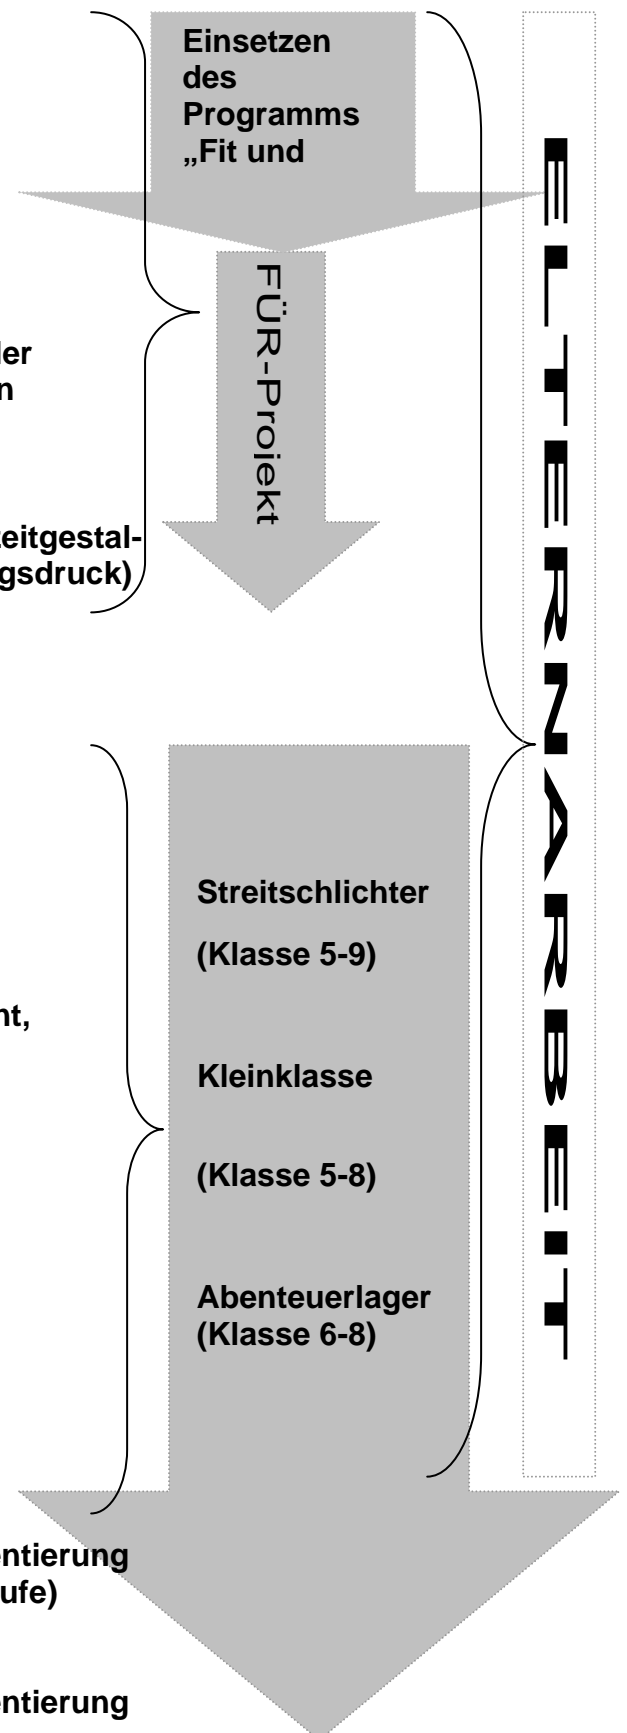 Einsetzen
des
Programms
„Fit und
FÜR-Projekt
ELTERNARBEIT
der
n
zeitgestal-
gsdruck)
Streitschlichter
(Klasse 5-9)
nt,
Kleinklasse
(Klasse 5-8)
Abenteuerlager
(Klasse 6-8)
entierung
ufe)
entierung